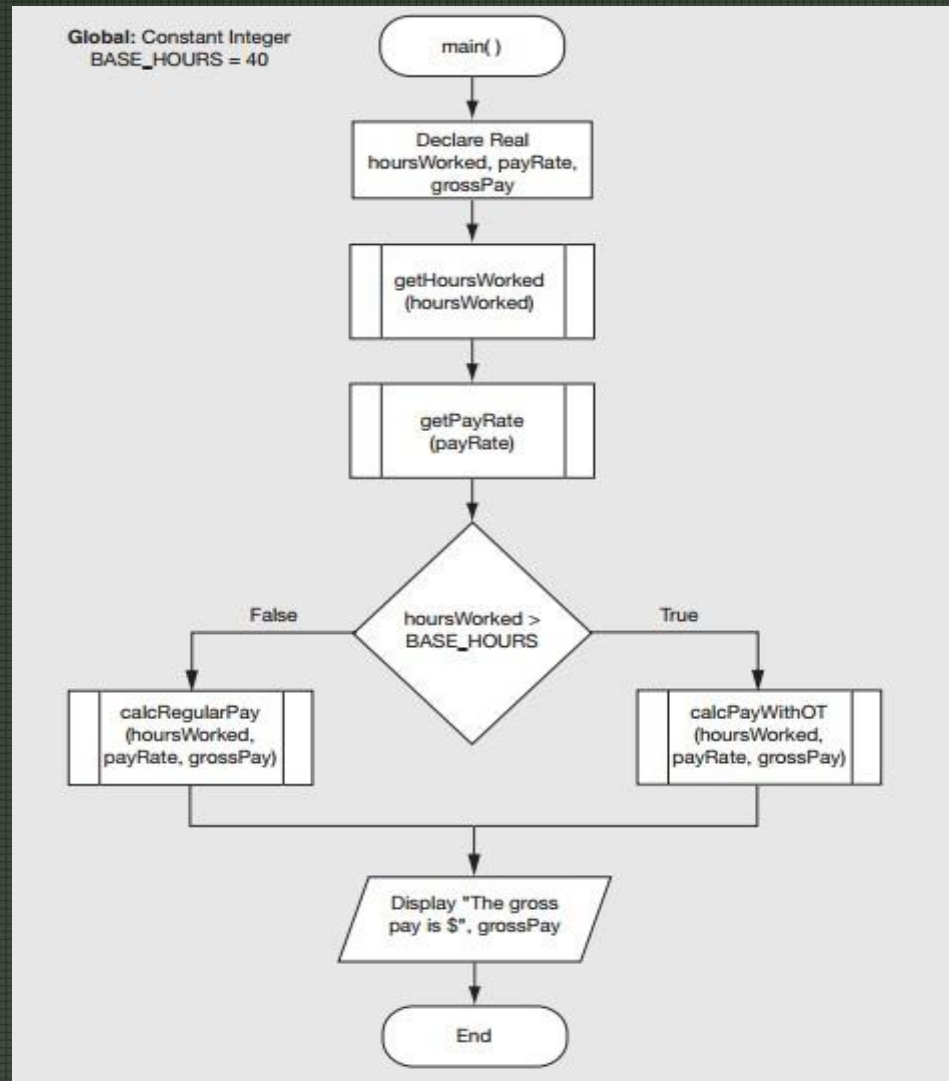 Global: Constant Integer
BASE_HOURS = 40
main( )
Declare Real
hoursWorked, payRate,
grossPay
getHoursWorked
(hoursWorked)
getPayRate
(payRate)
hoursWorked >
BASE_HOURS
False
True
calcRegularPay
(hoursWorked,
payRate, grossPay)
calcPayWithOT
(hoursWorked,
payRate, grossPay)
Display "The gross
pay is $", grossPay
End